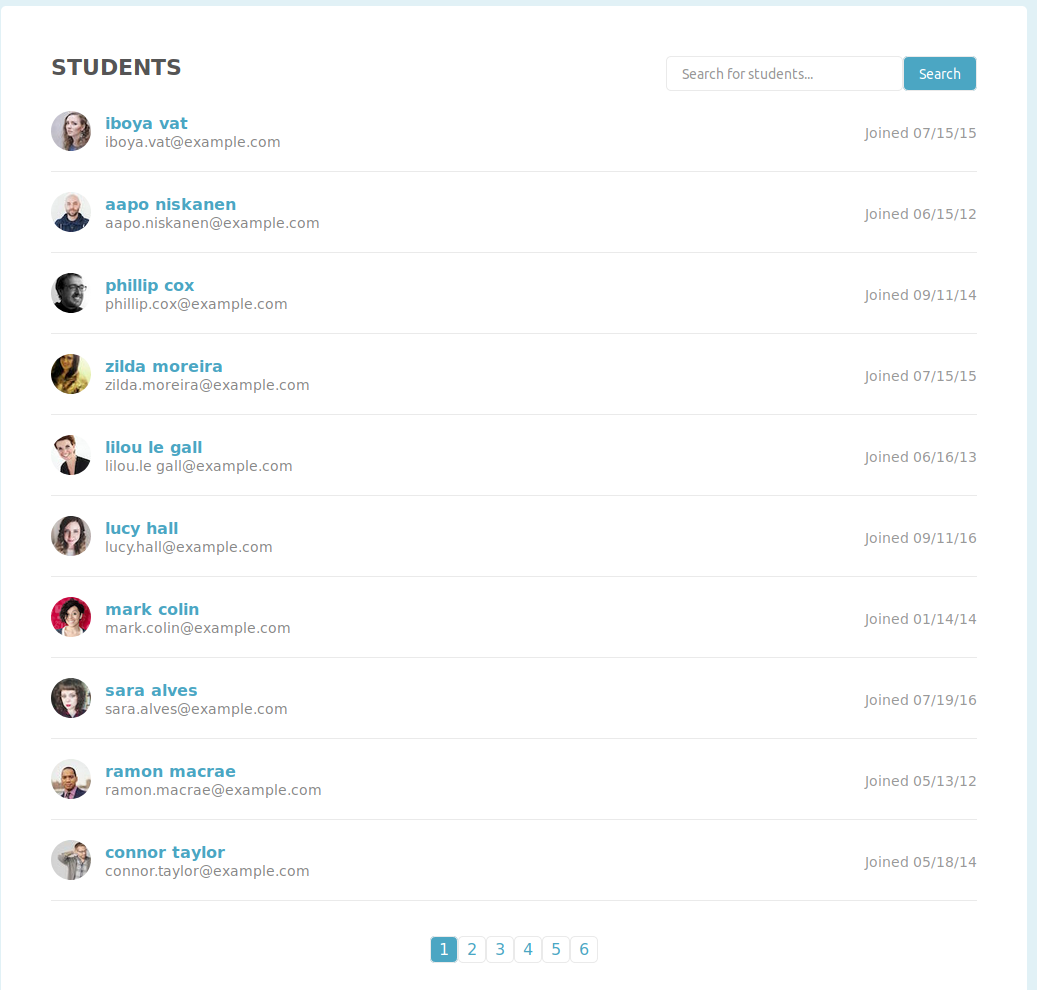 STUDENTS
Search for students...
Search
iboya vat
iboya.vat@example.com
Joined 07/15/15
aapo niskanen
aapo.niskanen@example.com
Joined 06/15/12
phillip cox
phillip.cox@example.com
Joined 09/11/14
zilda moreira
zilda.moreira@example.com
Joined 07/15/15
lilou le gall
lilou.le gall@example.com
Joined 06/16/13
lucy hall
lucy.hall@example.com
Joined 09/11/16
mark colin
mark.colin@example.com
Joined 01/14/14
sara alves
sara.alves@example.com
Joined 07/19/16
ramon macrae
ramon.macrae@example.com
Joined 05/13/12
connor taylor
connor.taylor@example.com
Joined 05/18/14
1 2 3 4 5 6